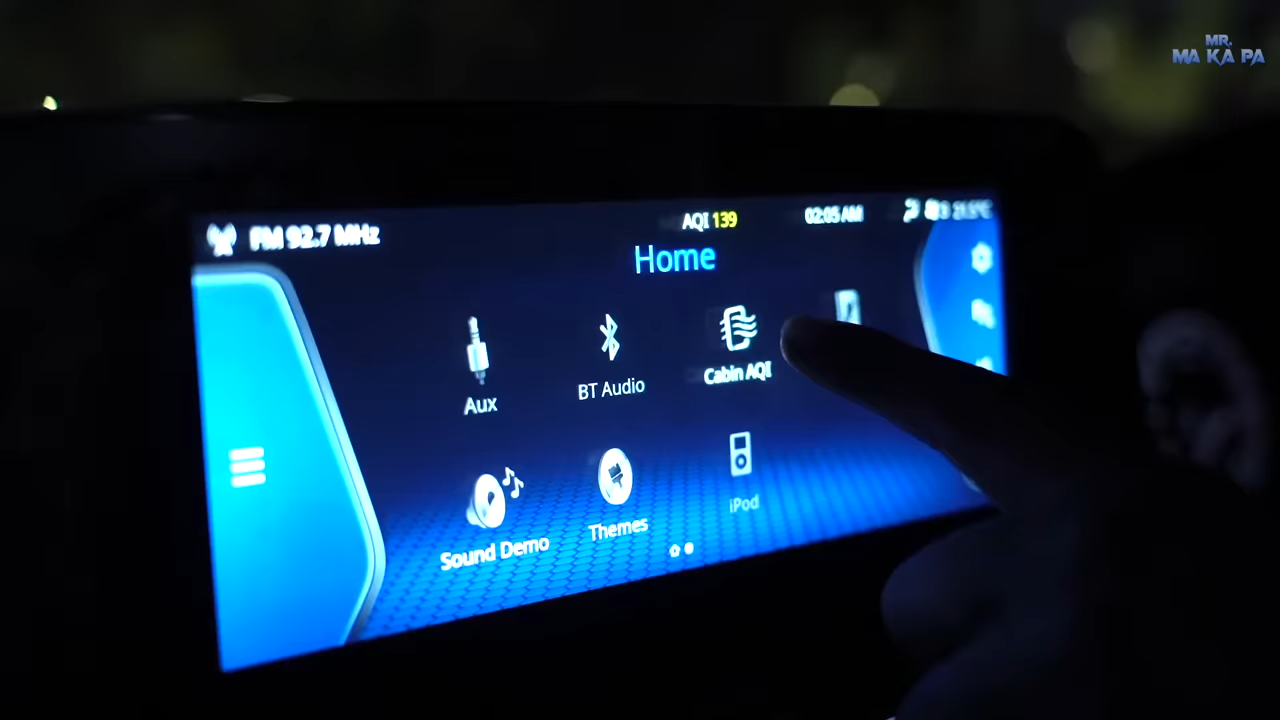 MR.
MA KA PA
FM 92.7 MHz
AQI 139
02:05 AM
Home
Aux
BT Audio
Cabin AQI
Sound Demo
Themes
iPod